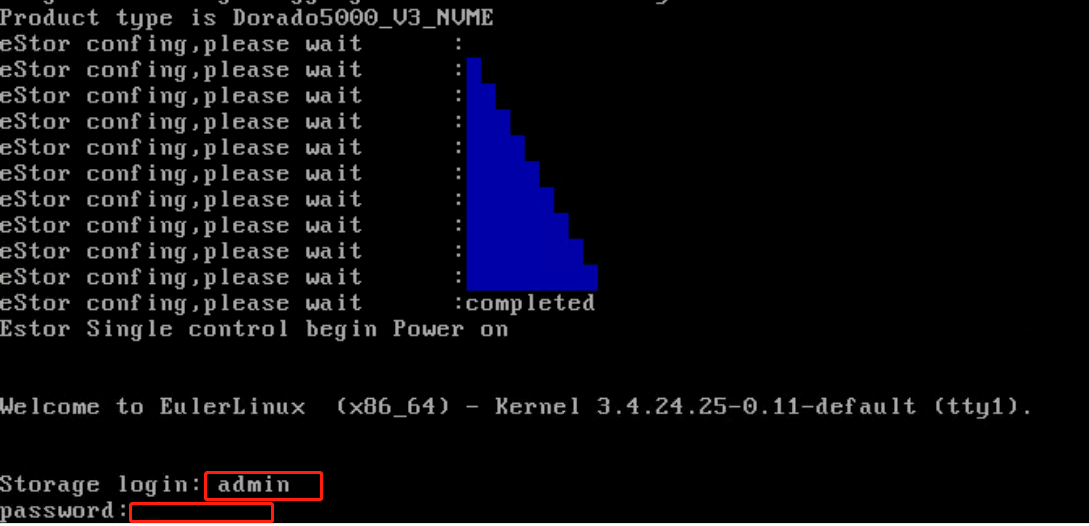 Product type is Dorado5000_V3_NVME
eStor confing,please wait :
eStor confing,please wait :
eStor confing,please wait :
eStor confing,please wait :
eStor confing,please wait :
eStor confing,please wait :
eStor confing,please wait :
eStor confing,please wait :
eStor confing,please wait :
eStor confing,please wait :
eStor confing,please wait :completed
Estor Single control begin Power on
Welcome to EulerLinux (x86_64) - Kernel 3.4.24.25-0.11-default (tty1).
Storage login: admin
password: